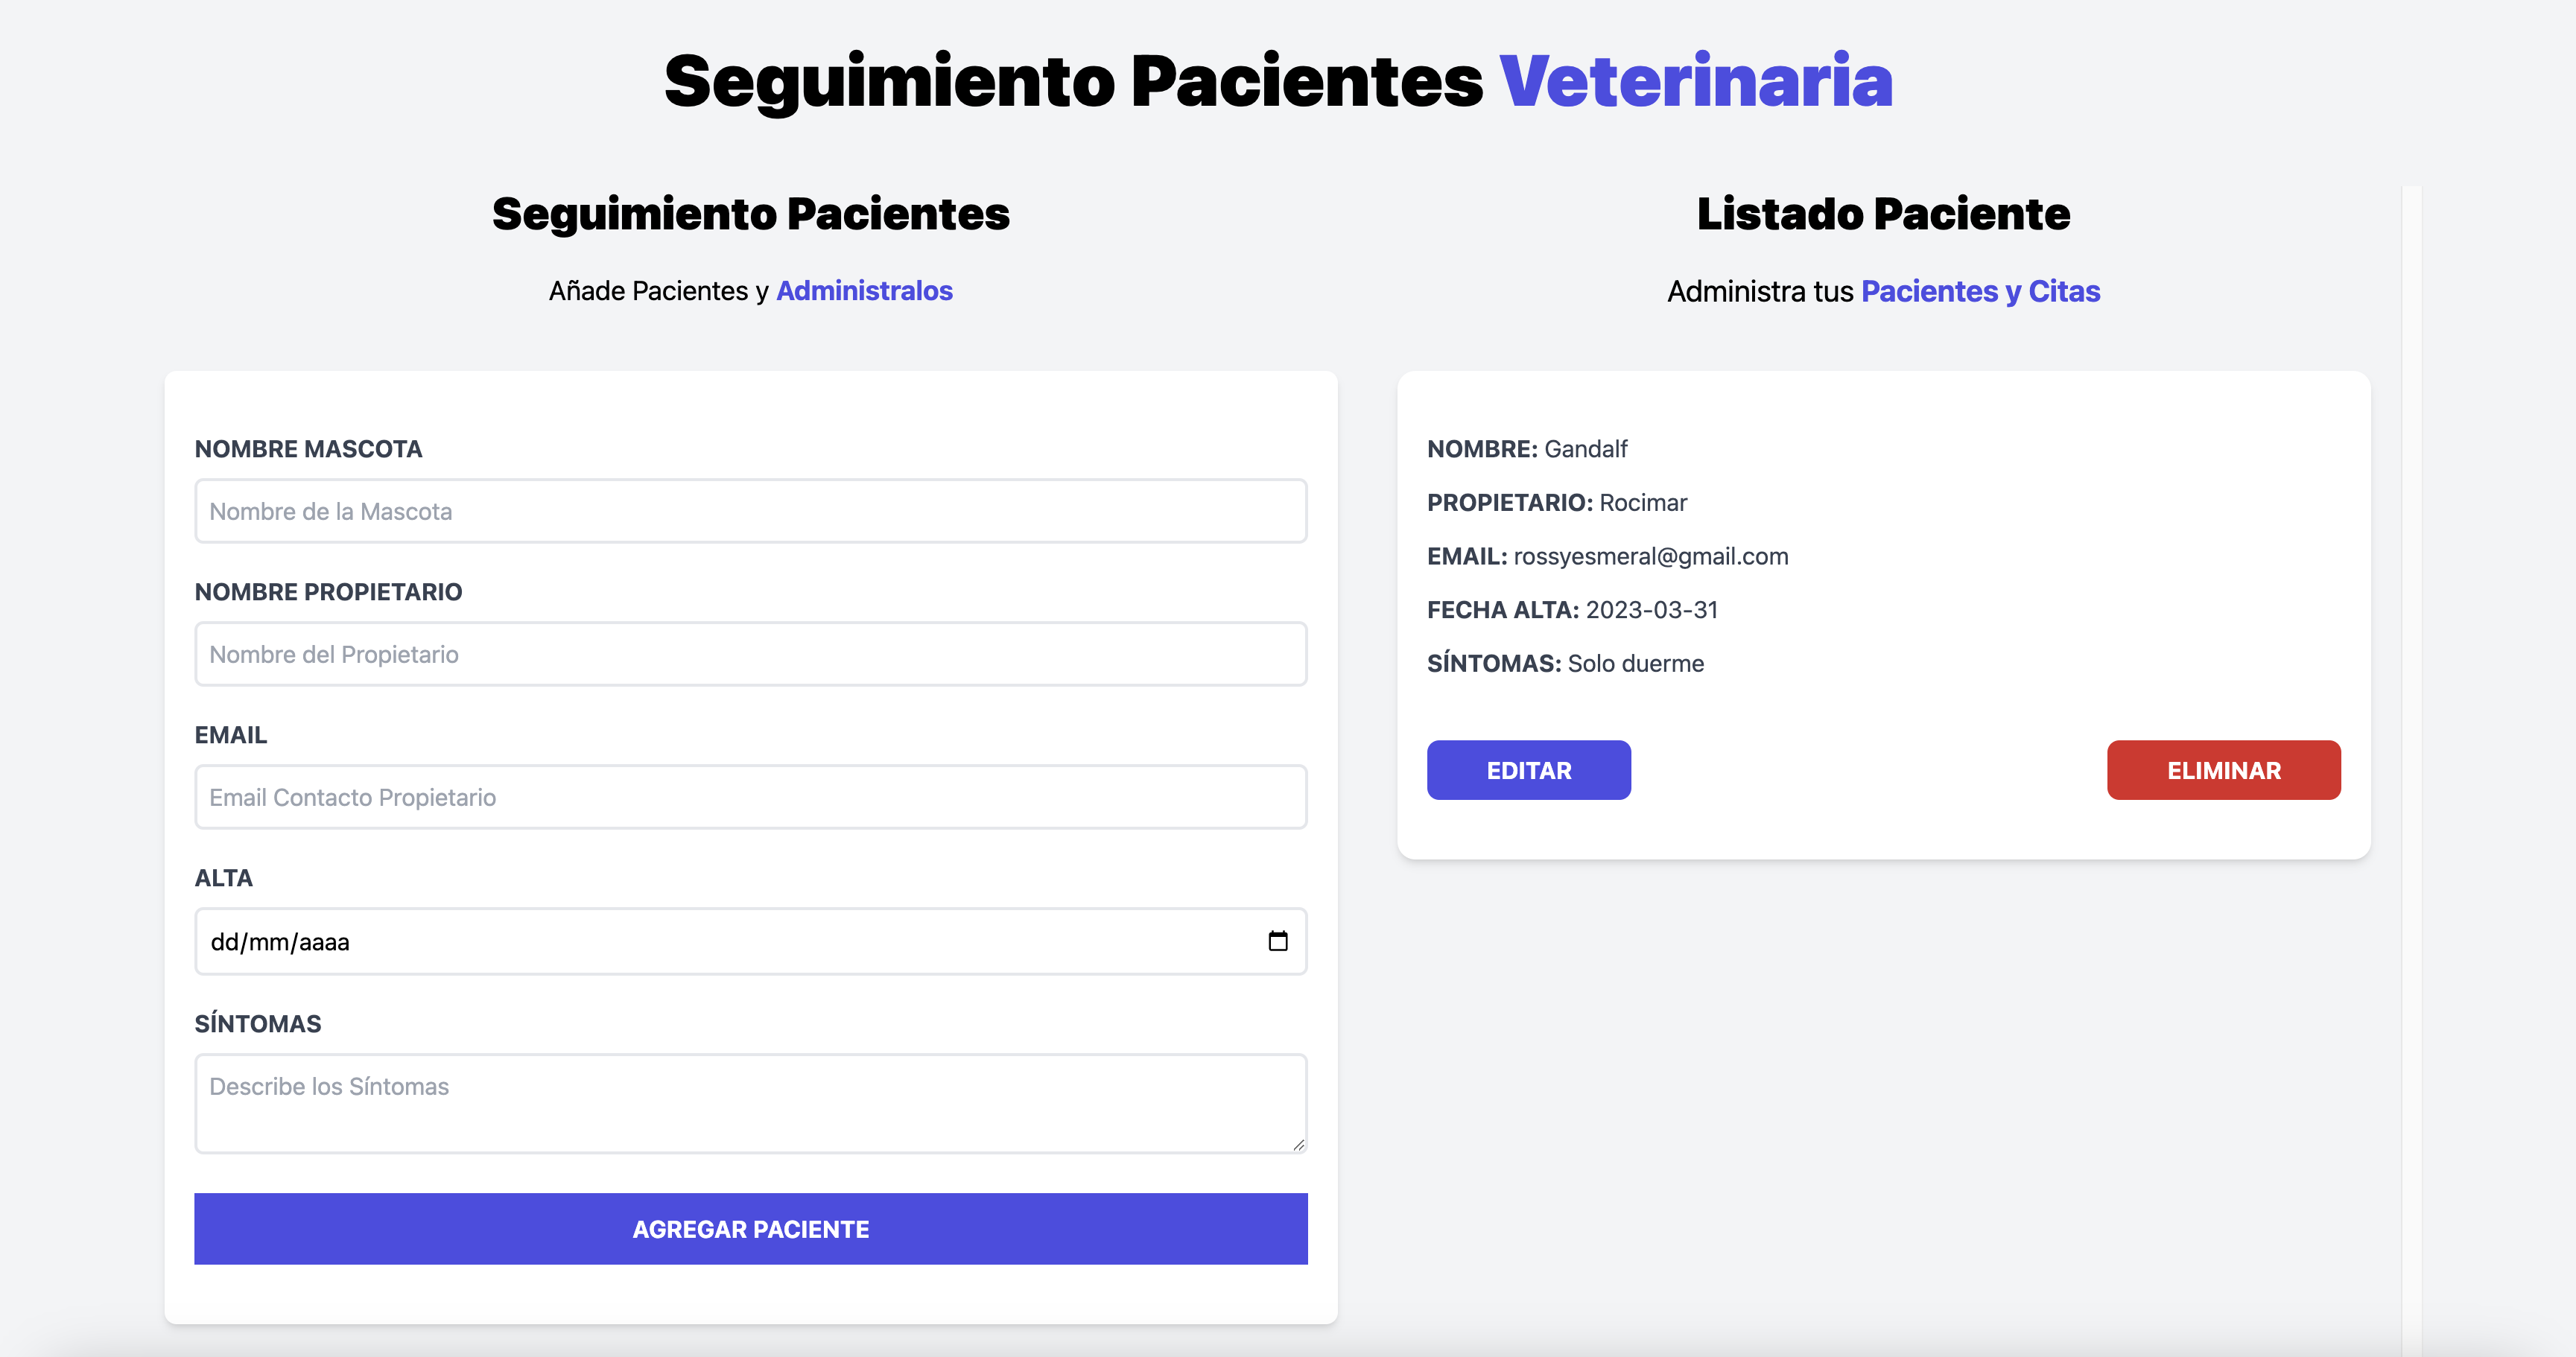 Seguimiento Pacientes Veterinaria
Seguimiento Pacientes
Añade Pacientes y Administralos
NOMBRE MASCOTA
Nombre de la Mascota
NOMBRE PROPIETARIO
Nombre del Propietario
EMAIL
Email Contacto Propietario
ALTA
dd/mm/aaaa
SÍNTOMAS
Describe los Síntomas
AGREGAR PACIENTE
Listado Paciente
Administra tus Pacientes y Citas
NOMBRE: Gandalf
PROPIETARIO: Rocimar
EMAIL: rossyesmeral@gmail.com
FECHA ALTA: 2023-03-31
SÍNTOMAS: Solo duerme
EDITAR
ELIMINAR